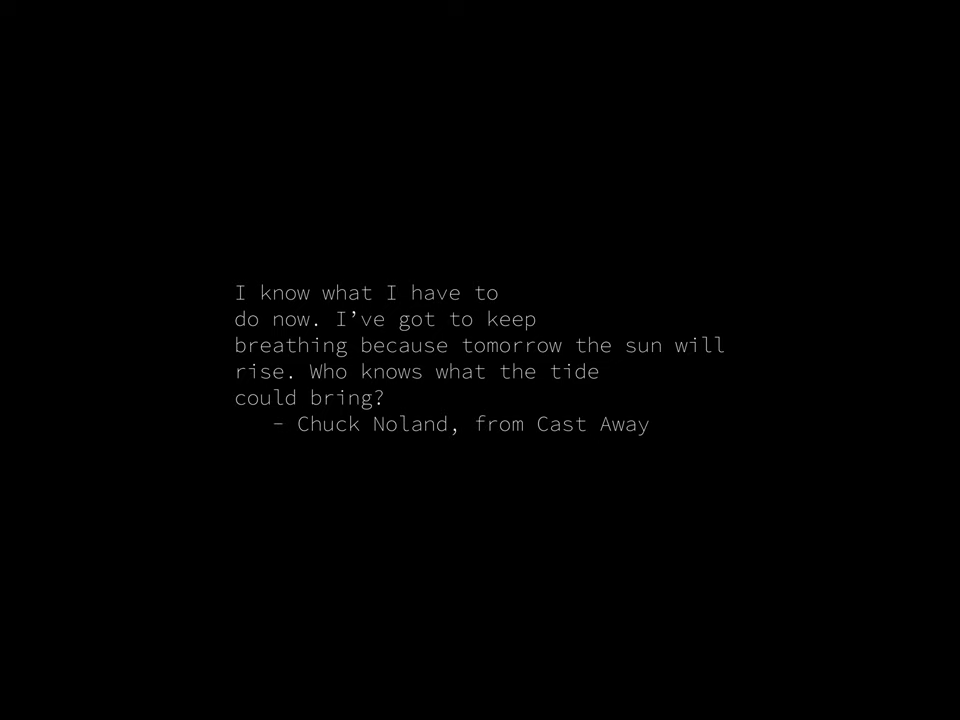 I know what I have to
do now. I’ve got to keep
breathing because tomorrow the sun will
rise. Who knows what the tide
could bring?
– Chuck Noland, from Cast Away